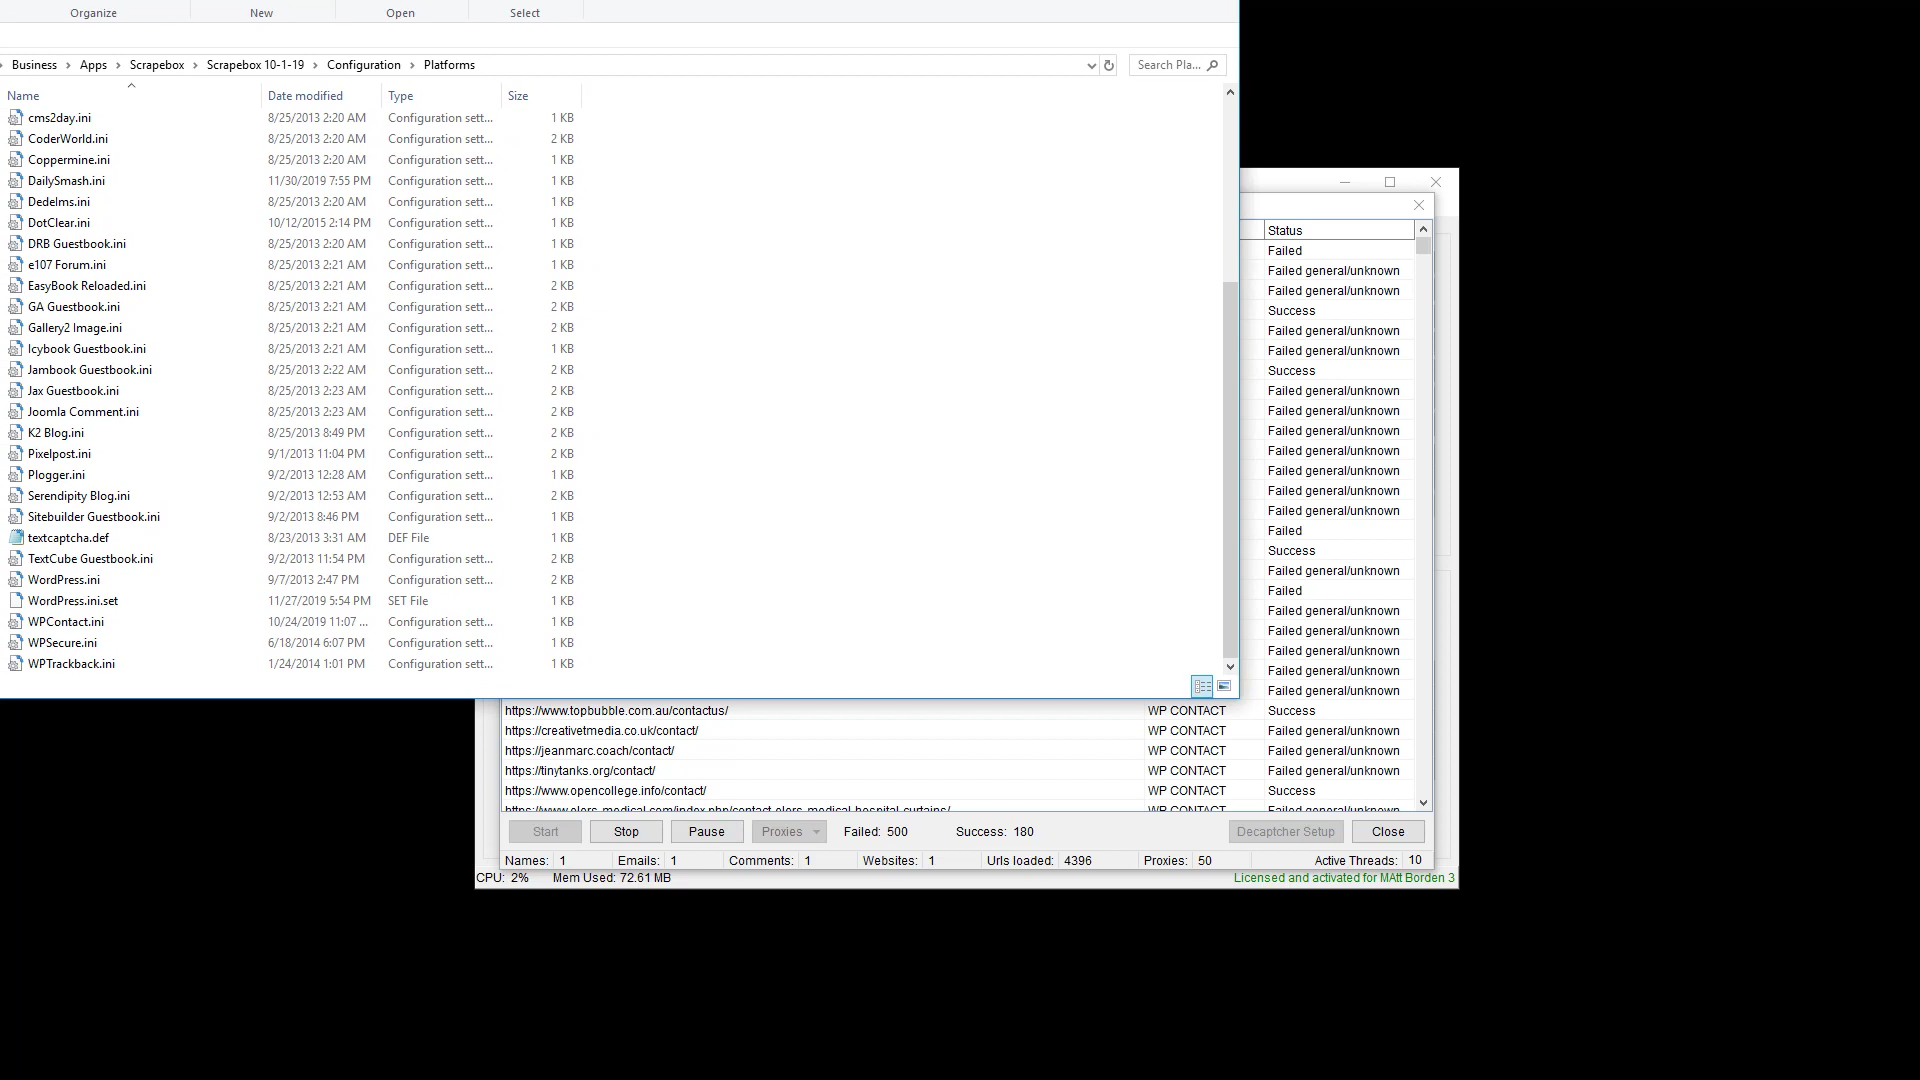 Organize New Open Select
Business > Apps > Scrapebox > Scrapebox 10-1-19 > Configuration > Platforms Search Pla...
Name Date modified Type Size
cms2day.ini 8/25/2013 2:20 AM Configuration sett... 1 KB
CoderWorld.ini 8/25/2013 2:20 AM Configuration sett... 2 KB
Coppermine.ini 8/25/2013 2:20 AM Configuration sett... 1 KB
DailySmash.ini 11/30/2019 7:55 PM Configuration sett... 1 KB
Dedelms.ini 8/25/2013 2:20 AM Configuration sett... 1 KB
DotClear.ini 10/12/2015 2:14 PM Configuration sett... 1 KB
DRB Guestbook.ini 8/25/2013 2:20 AM Configuration sett... 1 KB
e107 Forum.ini 8/25/2013 2:21 AM Configuration sett... 1 KB
EasyBook Reloaded.ini 8/25/2013 2:21 AM Configuration sett... 2 KB
GA Guestbook.ini 8/25/2013 2:21 AM Configuration sett... 2 KB
Gallery2 Image.ini 8/25/2013 2:21 AM Configuration sett... 2 KB
Icybook Guestbook.ini 8/25/2013 2:21 AM Configuration sett... 1 KB
Jambook Guestbook.ini 8/25/2013 2:22 AM Configuration sett... 2 KB
Jax Guestbook.ini 8/25/2013 2:23 AM Configuration sett... 2 KB
Joomla Comment.ini 8/25/2013 2:23 AM Configuration sett... 2 KB
K2 Blog.ini 8/25/2013 8:49 PM Configuration sett... 2 KB
Pixelpost.ini 9/1/2013 11:04 PM Configuration sett... 2 KB
Plogger.ini 9/2/2013 12:28 AM Configuration sett... 1 KB
Serendipity Blog.ini 9/2/2013 12:53 AM Configuration sett... 2 KB
Sitebuilder Guestbook.ini 9/2/2013 8:46 PM Configuration sett... 1 KB
textcaptcha.def 8/23/2013 3:31 AM DEF File 1 KB
TextCube Guestbook.ini 9/2/2013 11:54 PM Configuration sett... 2 KB
WordPress.ini 9/7/2013 2:47 PM Configuration sett... 2 KB
WordPress.ini.set 11/27/2019 5:54 PM SET File 1 KB
WPContact.ini 10/24/2019 11:07 ... Configuration sett... 1 KB
WPSecure.ini 6/18/2014 6:07 PM Configuration sett... 1 KB
WPTrackback.ini 1/24/2014 1:01 PM Configuration sett... 1 KB
Status
Failed
Failed general/unknown
Failed general/unknown
Success
Failed general/unknown
Failed general/unknown
Success
Failed general/unknown
Failed general/unknown
Failed general/unknown
Failed general/unknown
Failed general/unknown
Failed general/unknown
Failed general/unknown
Failed
Success
Failed general/unknown
Failed
Failed general/unknown
Failed general/unknown
Failed general/unknown
Failed general/unknown
Failed general/unknown
https://www.topbubble.com.au/contactus/ WP CONTACT Success
https://creativetmedia.co.uk/contact/ WP CONTACT Failed general/unknown
https://jeanmarc.coach/contact/ WP CONTACT Failed general/unknown
https://tinytanks.org/contact/ WP CONTACT Failed general/unknown
https://www.opencollege.info/contact/ WP CONTACT Success
WP CONTACT Failed general/unknown
Start Stop Pause Proxies Failed: 500 Success: 180 Decaptcher Setup Close
Names: 1 Emails: 1 Comments: 1 Websites: 1 Urls loaded: 4396 Proxies: 50 Active Threads: 10
CPU: 2% Mem Used: 72.61 MB Licensed and activated for MAtt Borden 3